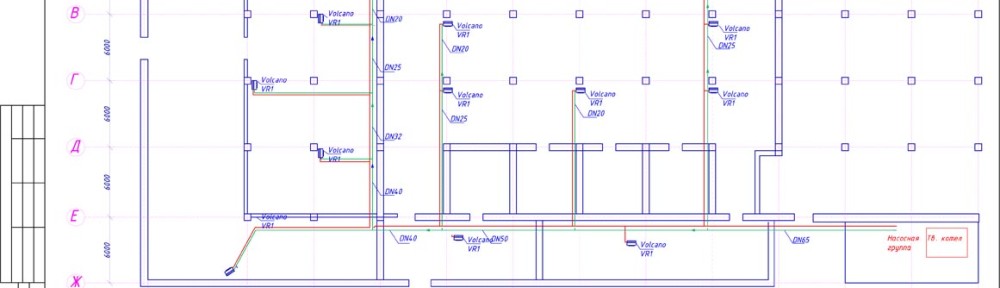 В
Volcano
VR1
DN20
Volcano
VR1
DN20
Volcano
VR1
DN25
6000
Г
Volcano
VR1
DN25
Volcano
VR1
DN25
Volcano
VR1
DN20
Volcano
VR1
6000
Д
Volcano
VR1
DN32
6000
DN40
Е
Volcano
VR1
DN40
Volcano
VR1
DN50
Volcano
VR1
DN65
Насосная
группа
ТВ. котел
6000
Ж